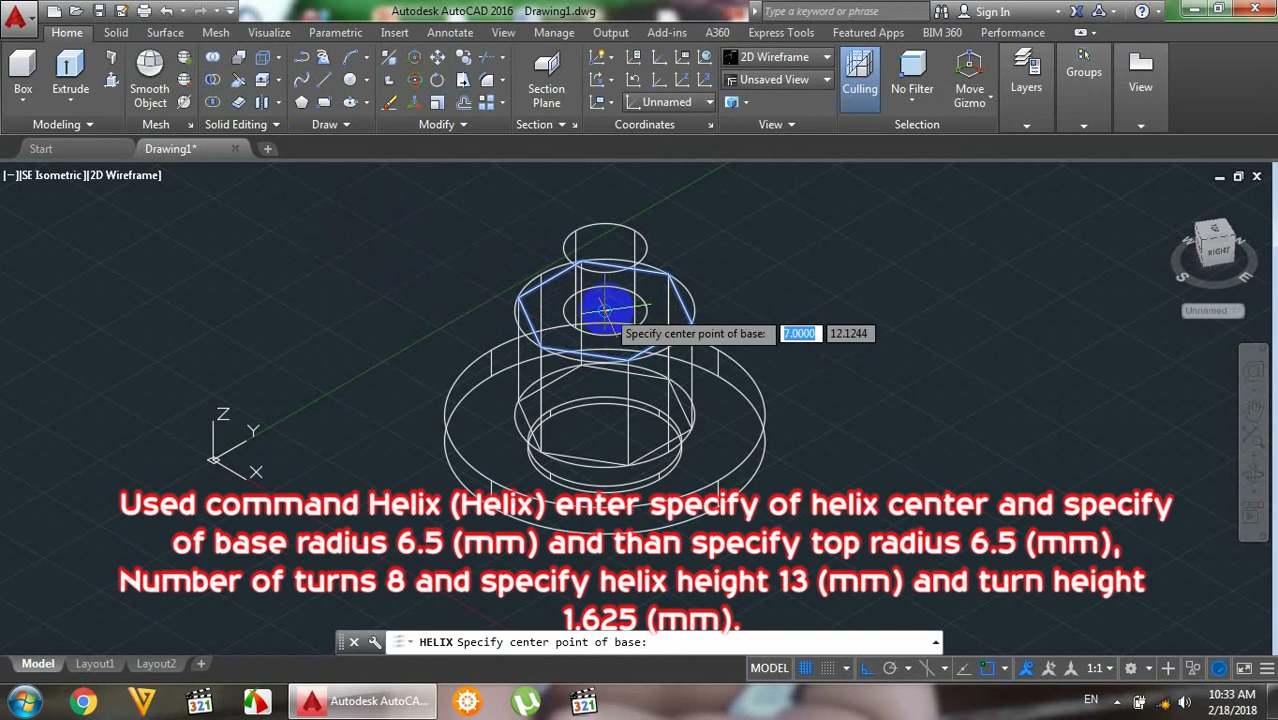 Autodesk AutoCAD 2016 Drawing1.dwg
Type a keyword or phrase
Sign In
Home Solid Surface Mesh Visualize Parametric Insert Annotate View Manage Output Add-ins A360 Express Tools Featured Apps BIM 360 Performance
Box
Extrude
Smooth
Object
Section
Plane
2D Wireframe
Unsaved View
Unnamed
Culling
No Filter
Move
Gizmo
Layers
Groups
View
Modeling Mesh Solid Editing Draw Modify Section Coordinates View Selection
Start Drawing1*
[−][SE Isometric][2D Wireframe]
RIGHT
W
N
S
E
Unnamed
Specify center point of base: 7.0000 12.1244
Z
Y
X
Used command Helix (Helix) enter specify of helix center and specify
of base radius 6.5 (mm) and than specify top radius 6.5 (mm),
Number of turns 8 and specify helix height 13 (mm) and turn height
1.625 (mm).
HELIX Specify center point of base:
Model Layout1 Layout2
MODEL
1:1
321
Autodesk AutoCAD...
321
EN
10:33 AM
2/18/2018